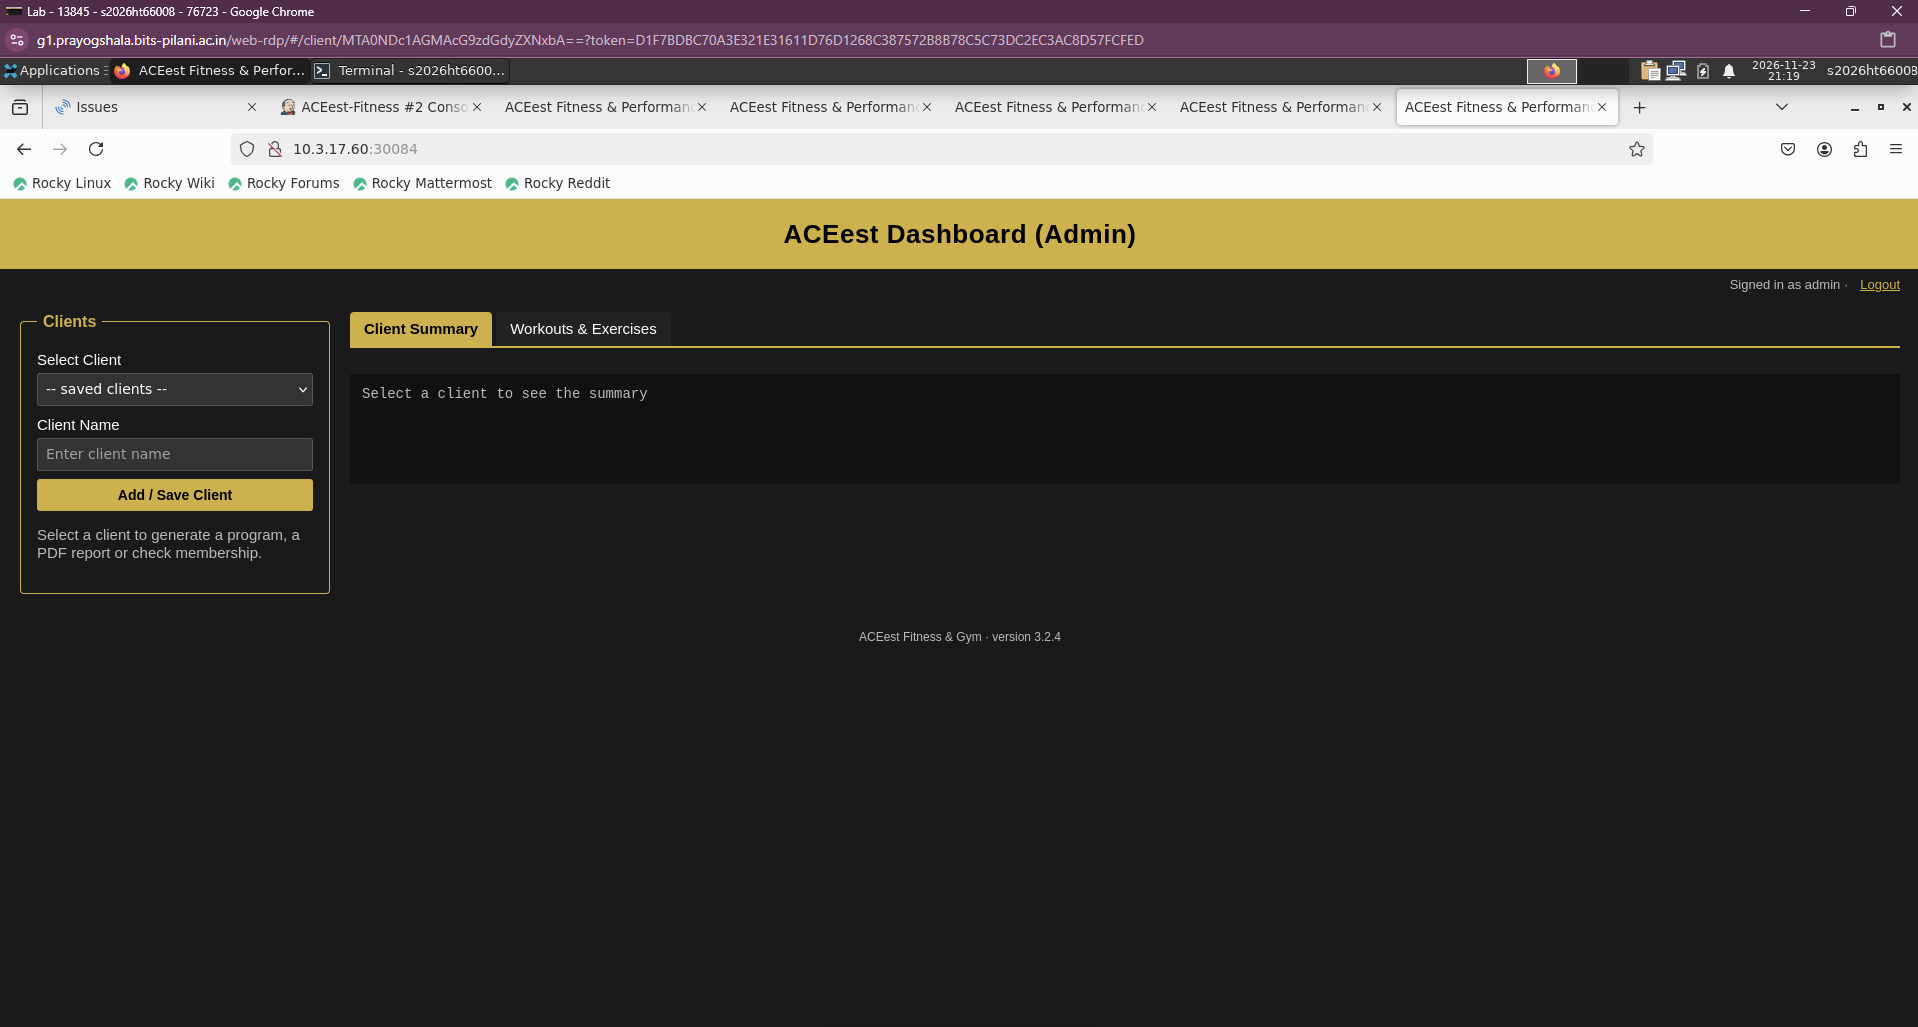 Lab - 13845 - s2026ht66008 - 76723 - Google Chrome
g1.prayogshala.bits-pilani.ac.in/web-rdp/#/client/MTA0NDc1AGMAcG9zdGdyZXNxbA==?token=D1F7BDBC70A3E321E31611D76D1268C387572B8B78C5C73DC2EC3AC8D57FCFED
Applications
ACEest Fitness & Perfor...
Terminal - s2026ht6600...
2026-11-23
21:19
s2026ht66008
Issues
ACEest-Fitness #2 Conso
ACEest Fitness & Performanc
ACEest Fitness & Performanc
ACEest Fitness & Performanc
ACEest Fitness & Performanc
ACEest Fitness & Performanc
10.3.17.60:30084
Rocky Linux
Rocky Wiki
Rocky Forums
Rocky Mattermost
Rocky Reddit
ACEest Dashboard (Admin)
Signed in as admin · Logout
Clients
Select Client
-- saved clients --
Client Name
Enter client name
Add / Save Client
Select a client to generate a program, a
PDF report or check membership.
Client Summary
Workouts & Exercises
Select a client to see the summary
ACEest Fitness & Gym · version 3.2.4